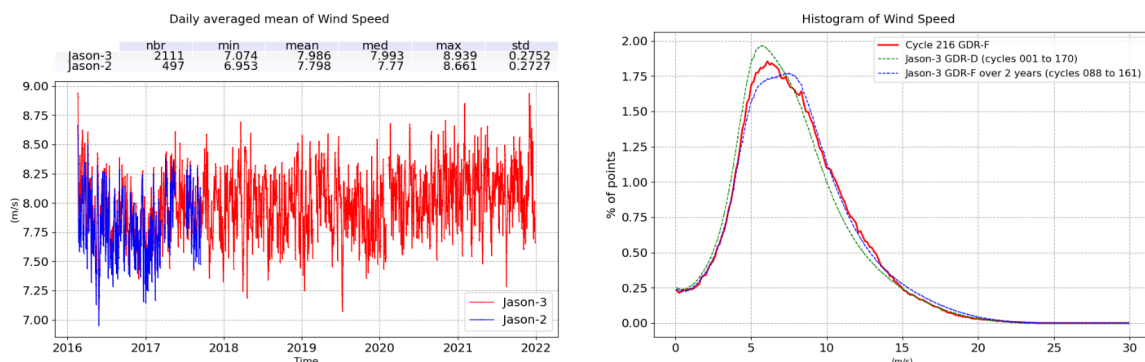 Daily averaged mean of Wind Speed
nbr min mean med max std
Jason-3 2111 7.074 7.986 7.993 8.939 0.2752
Jason-2 497 6.953 7.798 7.77 8.661 0.2727
9.00
8.75
8.50
8.25
8.00
7.75
7.50
7.25
7.00
(m/s)
Jason-3
Jason-2
2016 2017 2018 2019 2020 2021 2022
Time
Histogram of Wind Speed
2.00
1.75
1.50
1.25
1.00
0.75
0.50
0.25
0.00
% of points
Cycle 216 GDR-F
Jason-3 GDR-D (cycles 001 to 170)
Jason-3 GDR-F over 2 years (cycles 088 to 161)
0 5 10 15 20 25 30
(m/s)